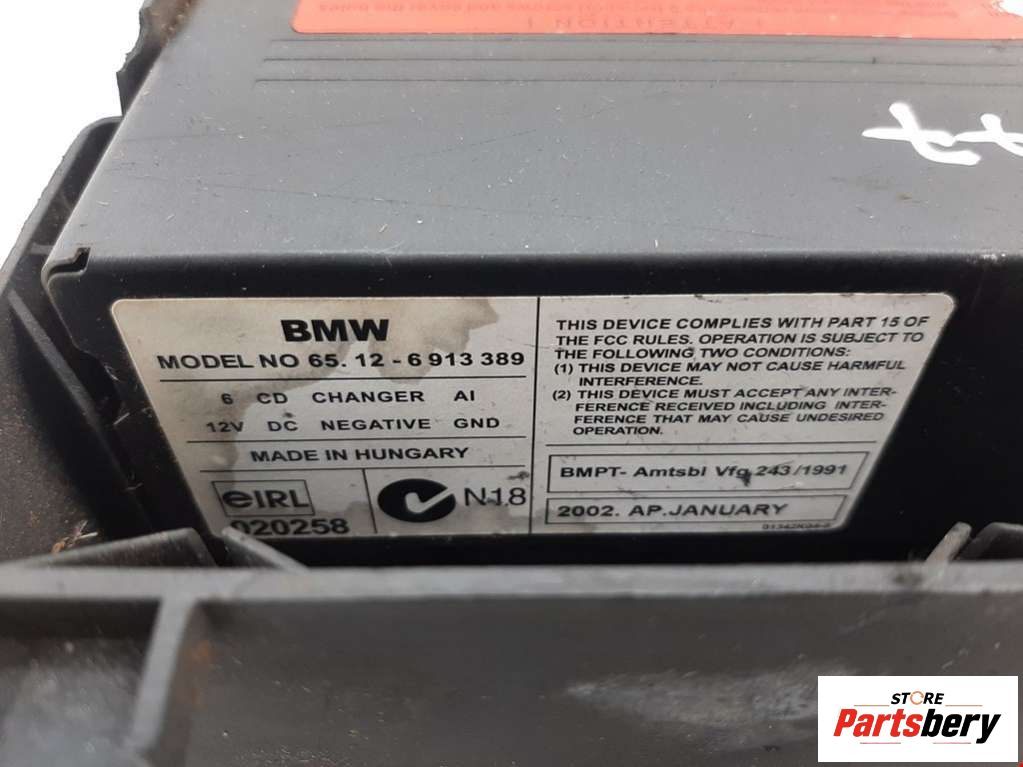 ! ATTENTION !
BMW
MODEL NO 65. 12 - 6 913 389
6 CD CHANGER AI
12V DC NEGATIVE GND
MADE IN HUNGARY
eIRL
020258
N18
THIS DEVICE COMPLIES WITH PART 15 OF
THE FCC RULES. OPERATION IS SUBJECT TO
THE FOLLOWING TWO CONDITIONS:
(1) THIS DEVICE MAY NOT CAUSE HARMFUL
INTERFERENCE.
(2) THIS DEVICE MUST ACCEPT ANY INTER-
FERENCE RECEIVED INCLUDING INTER-
FERENCE THAT MAY CAUSE UNDESIRED
OPERATION.
BMPT- Amtsbl Vfg 243/1991
2002. AP.JANUARY
STORE
Partsbery